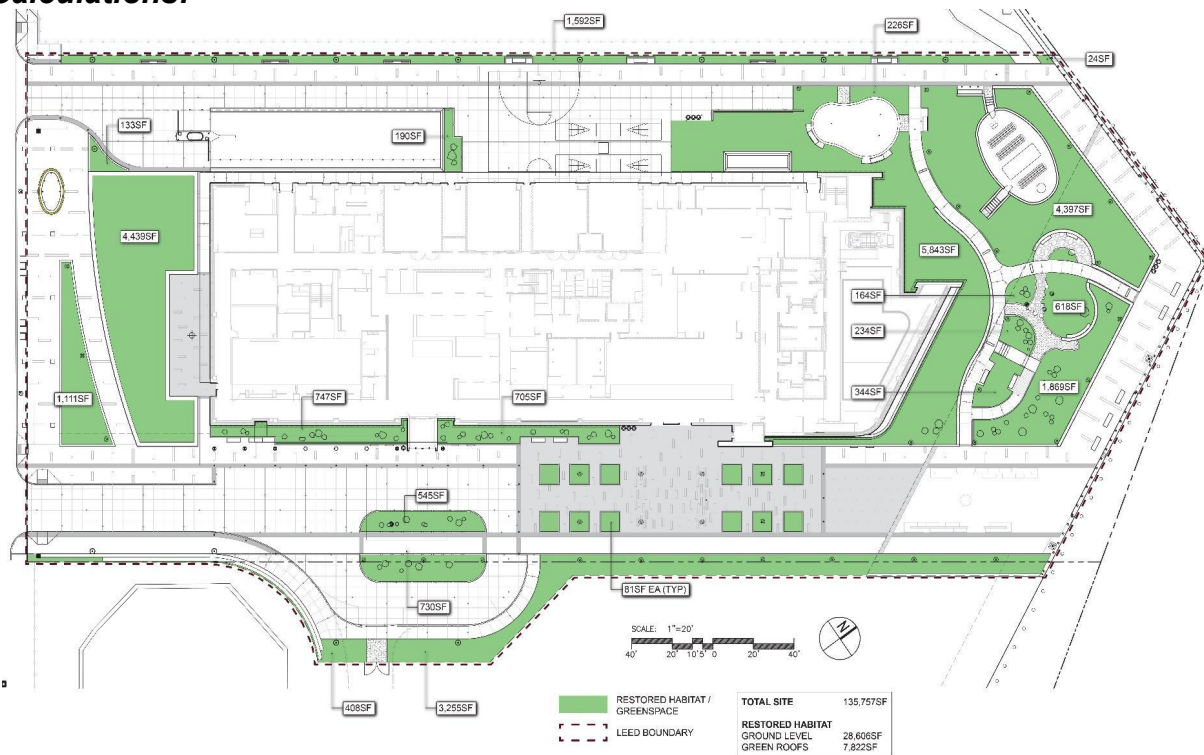 Calculations:
1,592SF
226SF
24SF
133SF
190SF
4,439SF
4,397SF
5,843SF
164SF
618SF
234SF
344SF
1,869SF
1,111SF
747SF
705SF
545SF
730SF
81SF EA (TYP)
SCALE: 1"=20'
40' 20' 10' 5' 0 20' 40'
N
408SF
3,255SF
RESTORED HABITAT /
GREENSPACE
LEED BOUNDARY
TOTAL SITE 135,757SF
RESTORED HABITAT
GROUND LEVEL 28,606SF
GREEN ROOFS 7,822SF